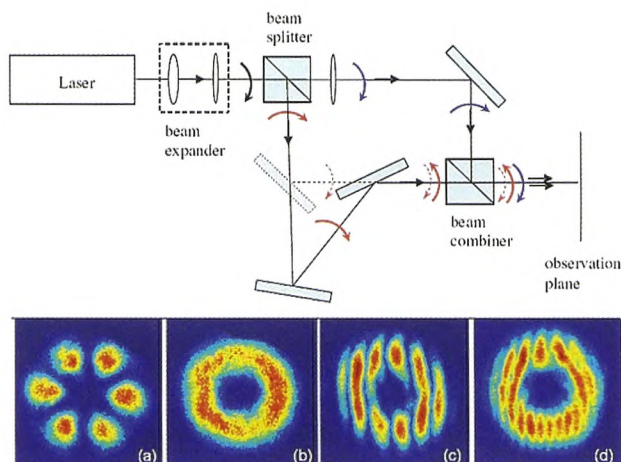 beam
splitter
Laser
beam
expander
beam
combiner
observation
plane
(a)
(b)
(c)
(d)